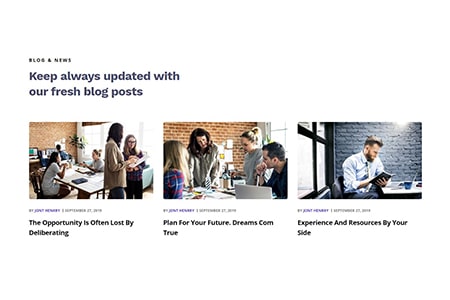 BLOG & NEWS
Keep always updated with
our fresh blog posts
BY JONT HENRRY | SEPTEMBER 27, 2019
The Opportunity Is Often Lost By
Deliberating
BY JONT HENRRY | SEPTEMBER 27, 2019
Plan For Your Future. Dreams Com
True
BY JONT HENRRY | SEPTEMBER 27, 2019
Experience And Resources By Your
Side